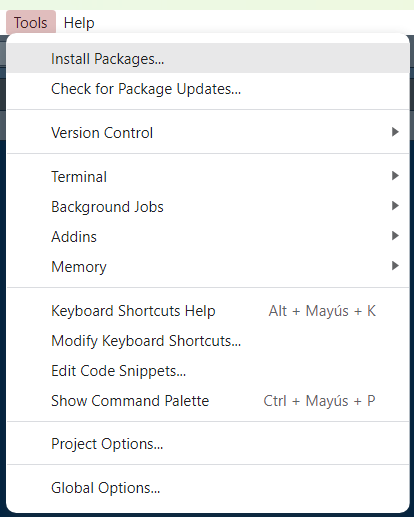 Tools Help
Install Packages...
Check for Package Updates...
Version Control
Terminal
Background Jobs
Addins
Memory
Keyboard Shortcuts Help Alt + Mayús + K
Modify Keyboard Shortcuts...
Edit Code Snippets...
Show Command Palette Ctrl + Mayús + P
Project Options...
Global Options...